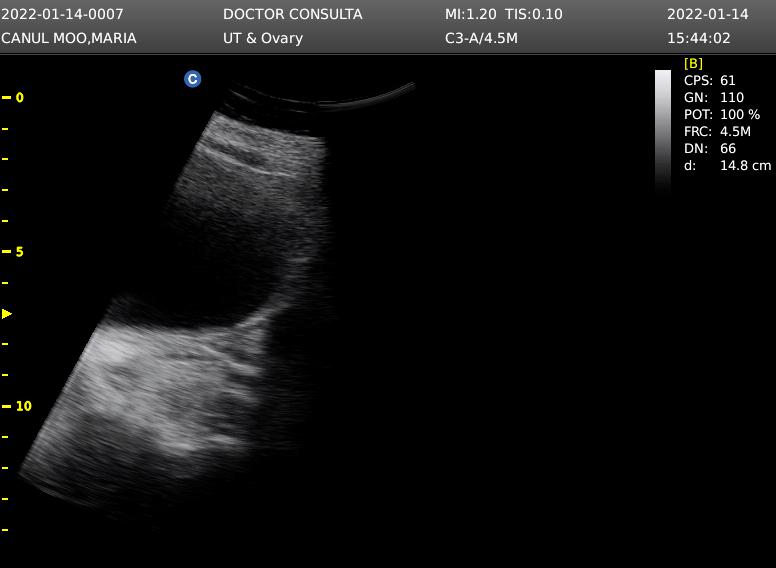 2022-01-14-0007 DOCTOR CONSULTA MI:1.20 TIS:0.10 2022-01-14
CANUL MOO,MARIA UT & Ovary C3-A/4.5M 15:44:02
C
[B]
CPS: 61
GN: 110
POT: 100 %
FRC: 4.5M
DN: 66
d: 14.8 cm
0
5
10